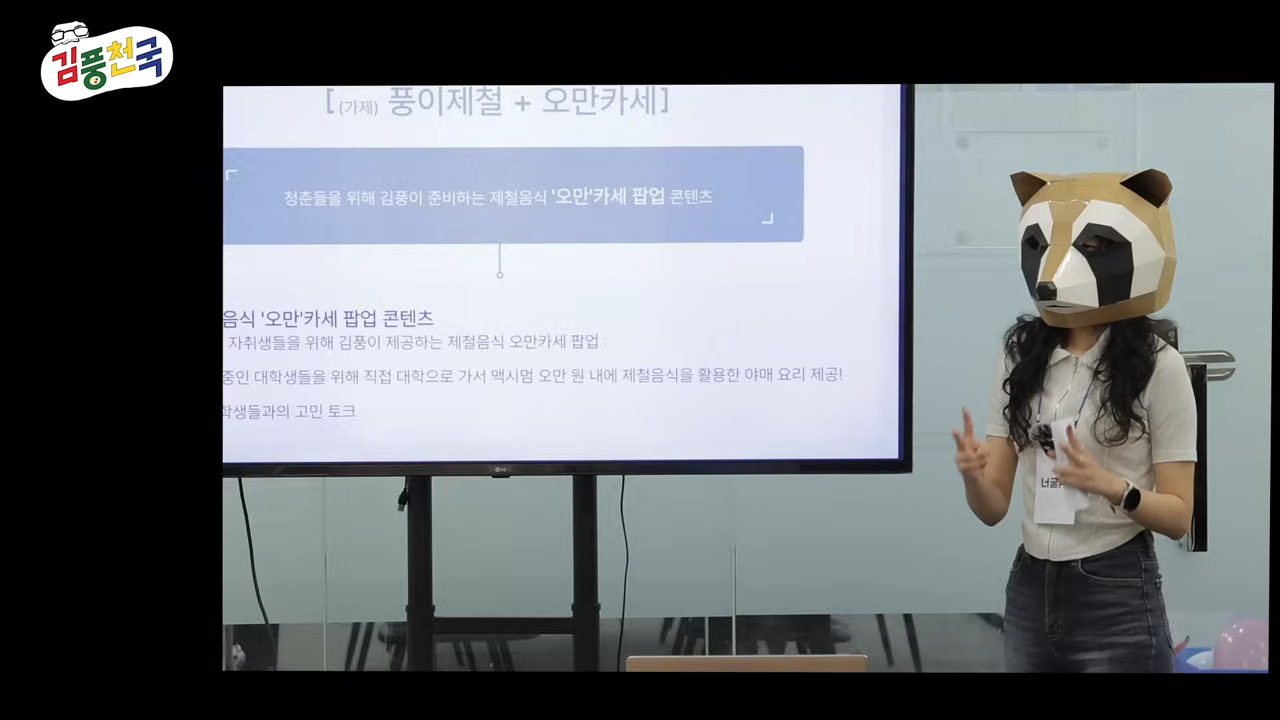 김풍천국
[(가제) 풍이제철 + 오만카세]
청춘들을 위해 김풍이 준비하는 제철음식 '오만'카세 팝업 콘텐츠
음식 '오만'카세 팝업 콘텐츠
자취생들을 위해 김풍이 제공하는 제철음식 오만카세 팝업
중인 대학생들을 위해 직접 대학으로 가서 맥시멈 오만 원 내에 제철음식을 활용한 야매 요리 제공!
학생들과의 고민 토크
LG